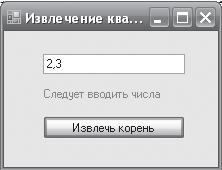 Извлечение ква...
2,3
Следует вводить числа
Извлечь корень